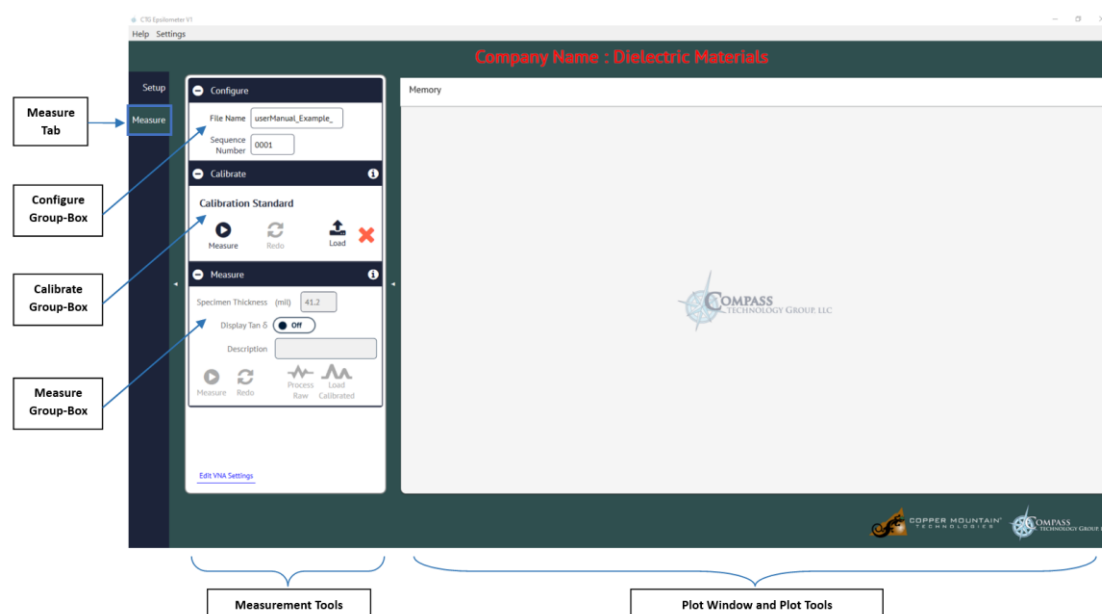 CTG Epsilometer V1
Help Settings
Company Name : Dielectric Materials
Setup
Measure
Measure
Tab
Configure
Group-Box
Calibrate
Group-Box
Measure
Group-Box
Configure
File Name userManual_Example_
Sequence
Number 0001
Calibrate
Calibration Standard
Measure Redo Load
Measure
Specimen Thickness (mil) 41.2
Display Tan δ Off
Description
Measure Redo Process
Raw Load
Calibrated
Edit VNA Settings
Memory
COMPASS
TECHNOLOGY GROUP, LLC
COPPER MOUNTAIN
TECHNOLOGIES
COMPASS
TECHNOLOGY GROUP
Measurement Tools
Plot Window and Plot Tools